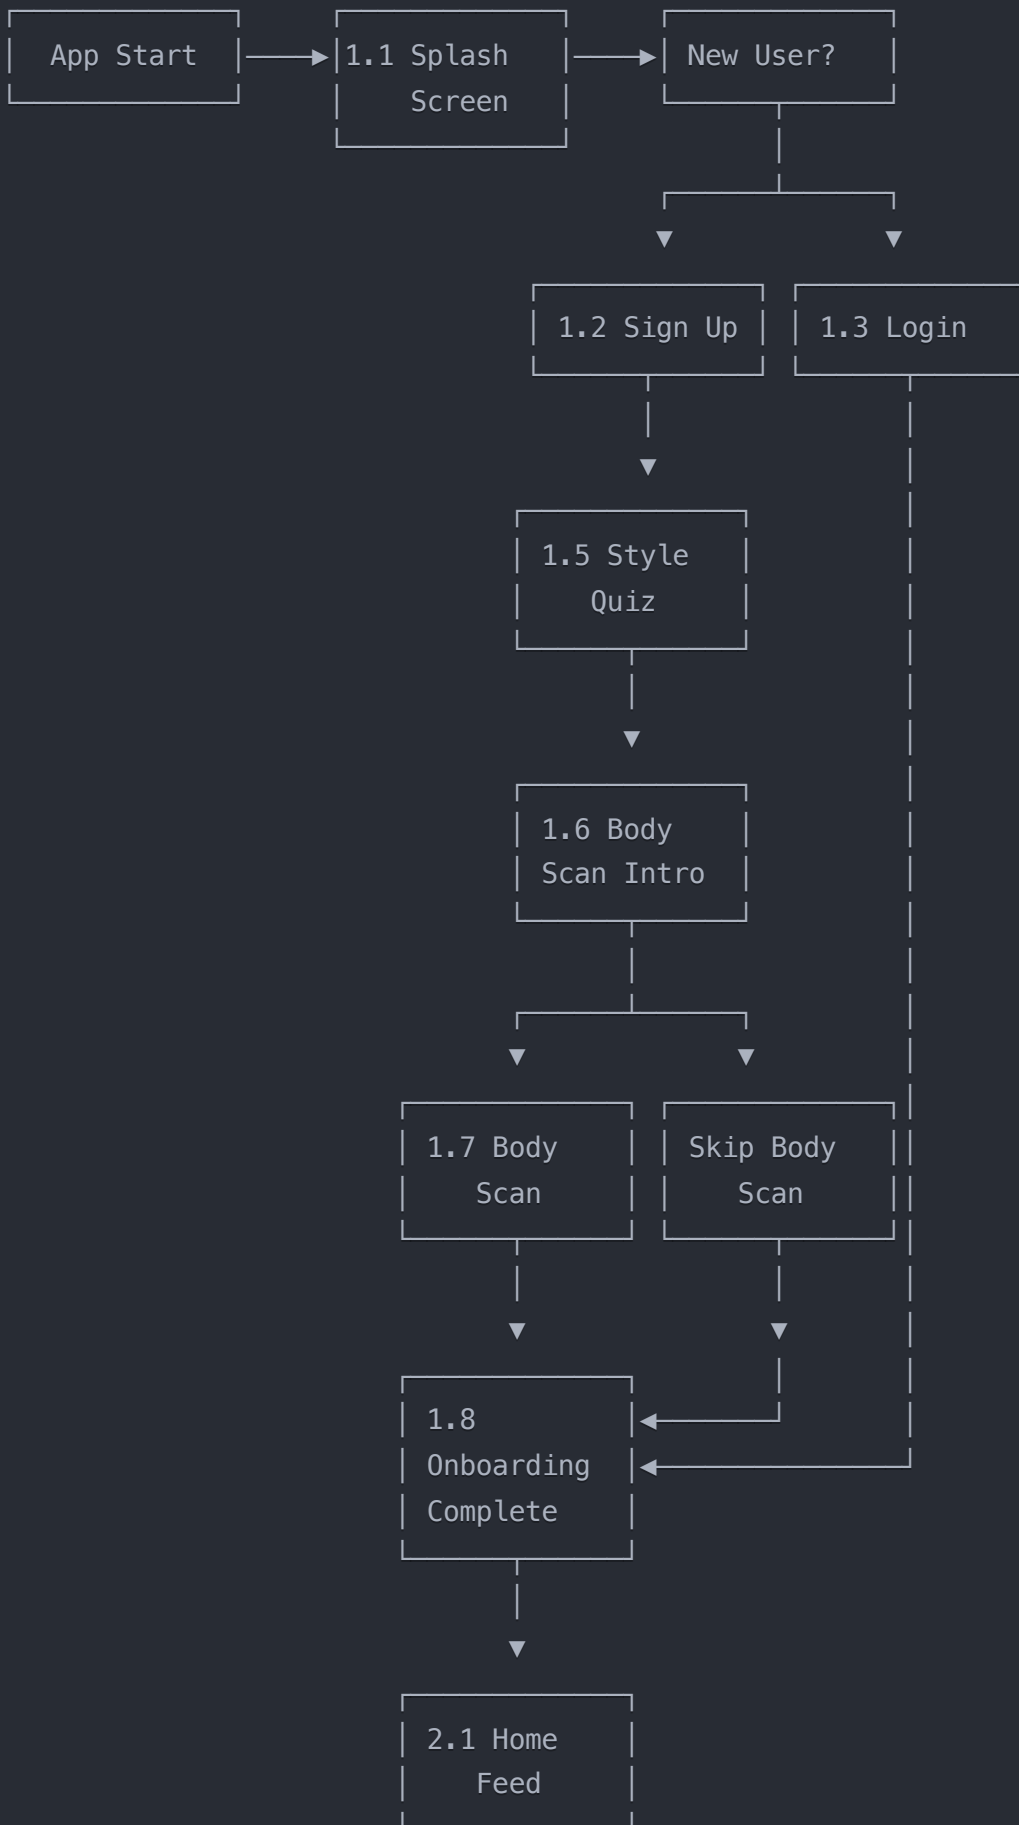 App Start
1.1 Splash
Screen
New User?
1.2 Sign Up
1.3 Login
1.5 Style
Quiz
1.6 Body
Scan Intro
1.7 Body
Scan
Skip Body
Scan
1.8
Onboarding
Complete
2.1 Home
Feed